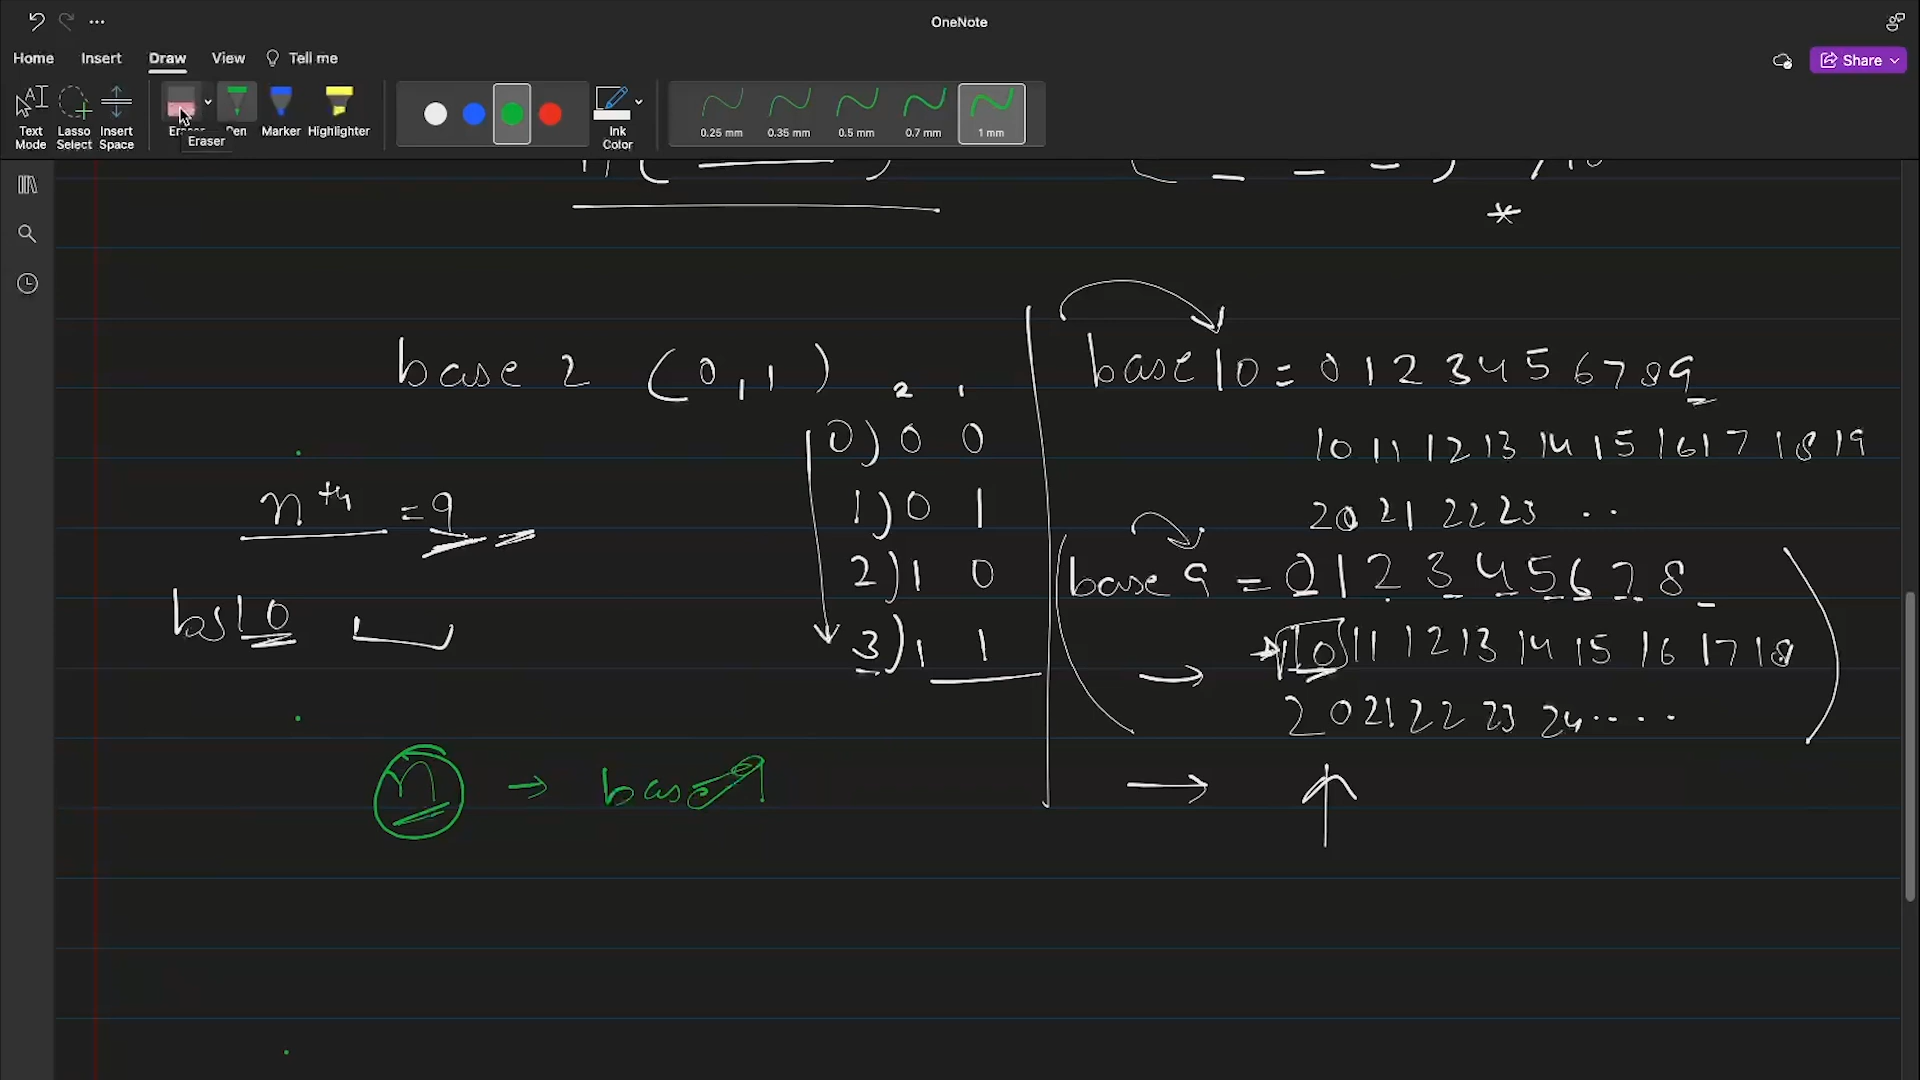 OneNote
Home Insert Draw View Tell me
Share
Text Mode
Lasso Select
Insert Space
Eraser
Pen
Marker
Highlighter
Ink Color
0.25 mm 0.35 mm 0.5 mm 0.7 mm 1 mm
Eraser
*
base 2 (0,1)
2 1
0) 0 0
1) 0 1
2) 1 0
3) 1 1
nth = 9
bs10
n → base 9
base 10 = 0 1 2 3 4 5 6 7 8 9
10 11 12 13 14 15 16 17 18 19
20 21 22 23 ..
base 9 = 0 1 2 3 4 5 6 7 8
→ 10 11 12 13 14 15 16 17 18
20 21 22 23 24 .....
→ ↑